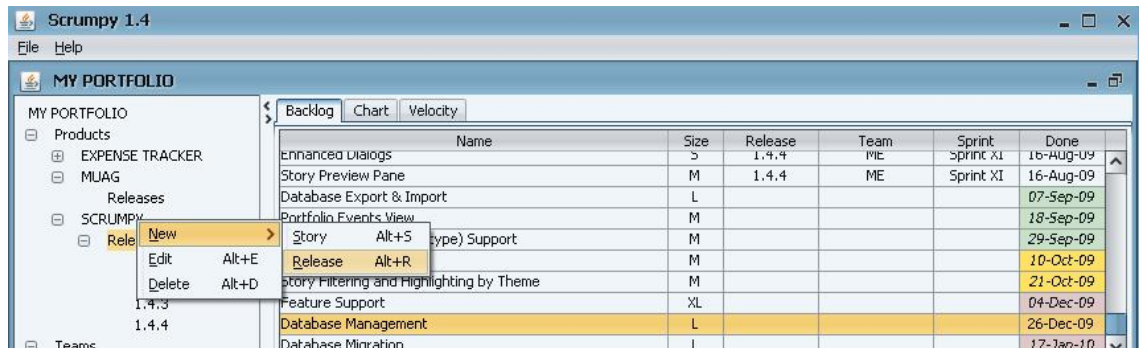 Scrumpy 1.4
File Help
MY PORTFOLIO
MY PORTFOLIO
Products
EXPENSE TRACKER
MUAG
Releases
SCRUMPY
Rele
1.4.3
1.4.4
Teams
New
Edit Alt+E
Delete Alt+D
Story Alt+S
Release Alt+R
Backlog Chart Velocity
Name Size Release Team Sprint Done
Enhanced Dialogs S 1.4.4 ME Sprint XI 16-Aug-09
Story Preview Pane M 1.4.4 ME Sprint XI 16-Aug-09
Database Export & Import L 07-Sep-09
Portfolio Events View M 18-Sep-09
ype) Support M 29-Sep-09
M 10-Oct-09
Story Filtering and Highlighting by Theme M 21-Oct-09
Feature Support XL 04-Dec-09
Database Management L 26-Dec-09
Database Migration L 17-Jan-10